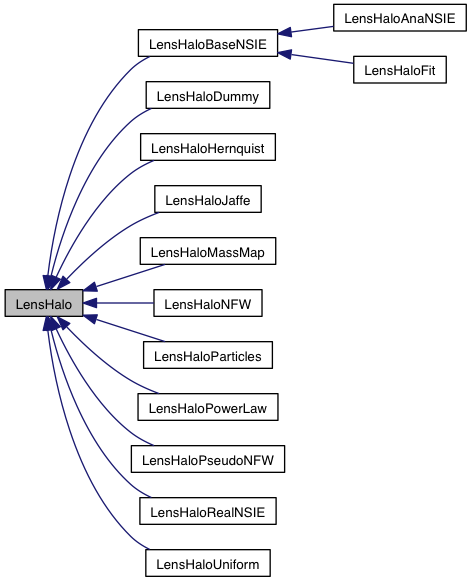 LensHaloAnaNSIE
LensHaloBaseNSIE
LensHaloFit
LensHaloDummy
LensHaloHernquist
LensHaloJaffe
LensHaloMassMap
LensHalo
LensHaloNFW
LensHaloParticles
LensHaloPowerLaw
LensHaloPseudoNFW
LensHaloRealNSIE
LensHaloUniform